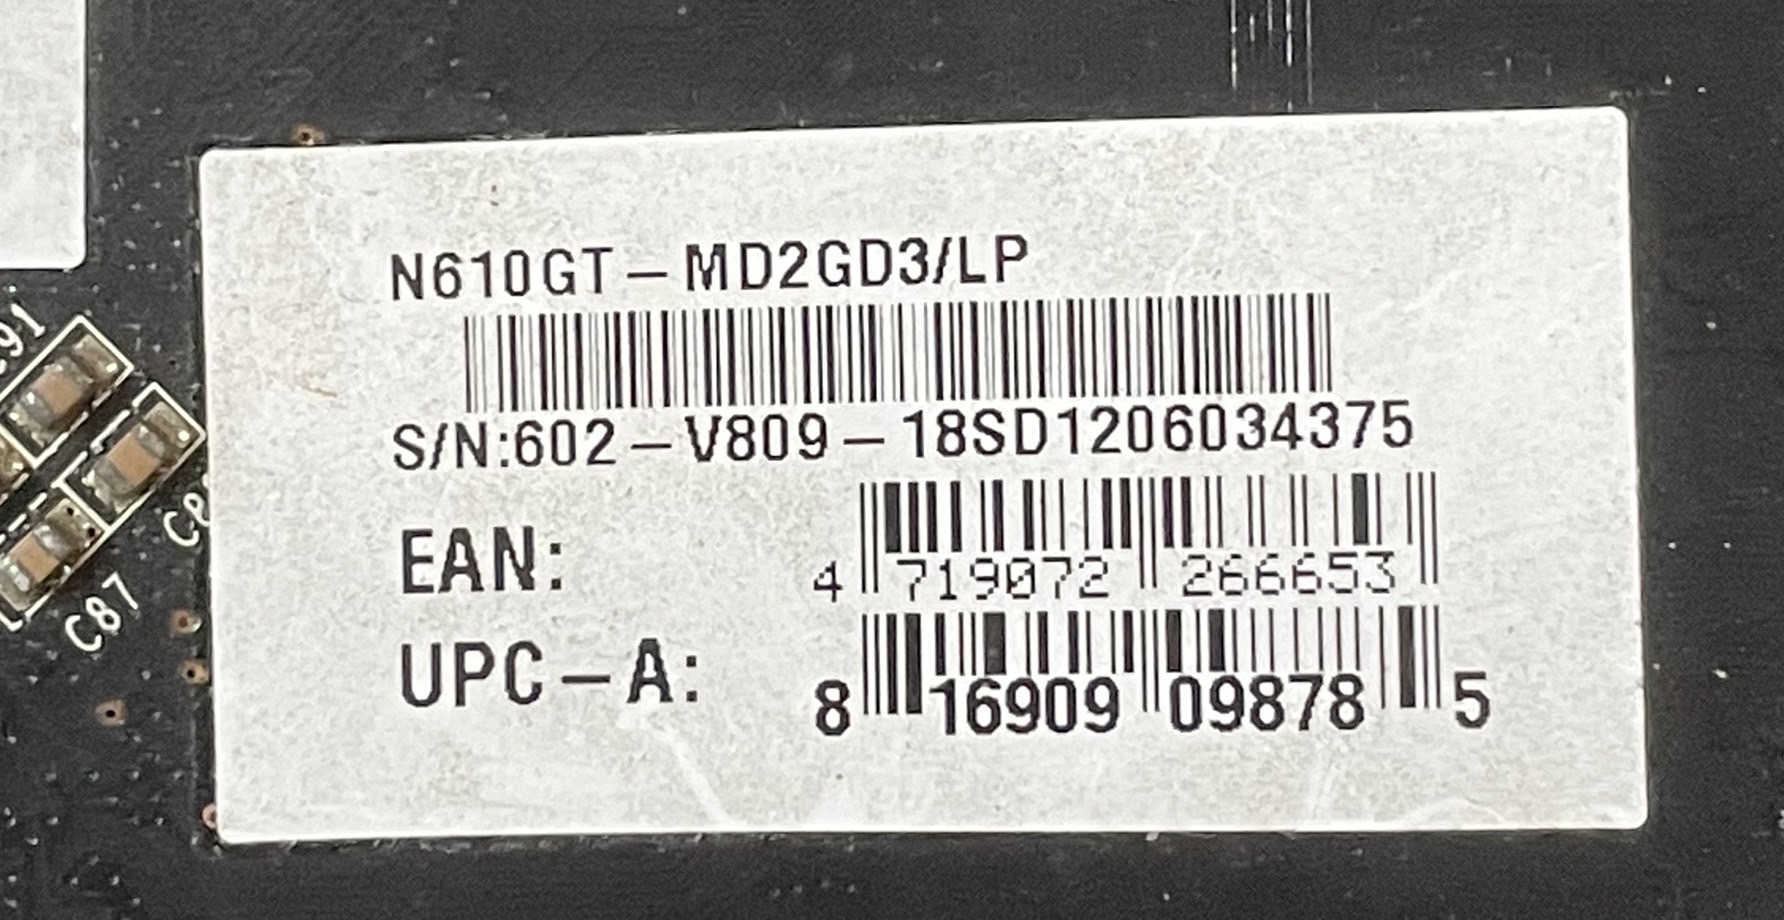 N610GT-MD2GD3/LP
S/N:602-V809-18SD1206034375
EAN:
4 719072 266653
UPC-A:
8 16909 09878 5
C87